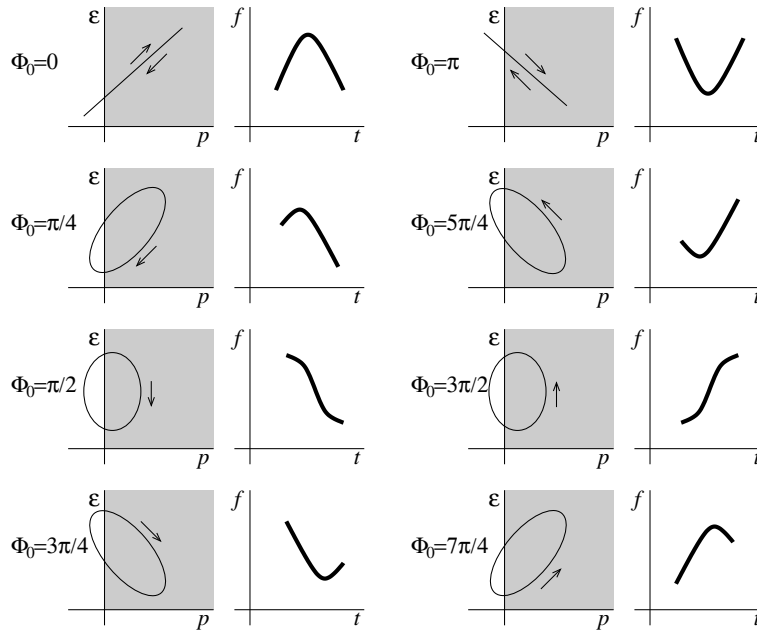 ε f ε f
Φ₀=0 Φ₀=π
p t p t
ε f ε f
Φ₀=π/4 Φ₀=5π/4
p t p t
ε f ε f
Φ₀=π/2 Φ₀=3π/2
p t p t
ε f ε f
Φ₀=3π/4 Φ₀=7π/4
p t p t